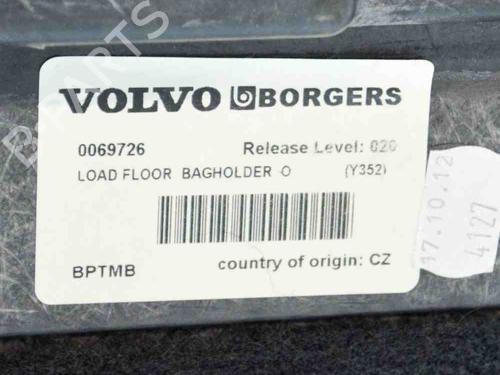 VOLVO BORGERS
0069726 Release Level: 020
LOAD FLOOR BAGHOLDER O (Y352)
BPTMB country of origin: CZ
17.10.12
4127
B-PARTS